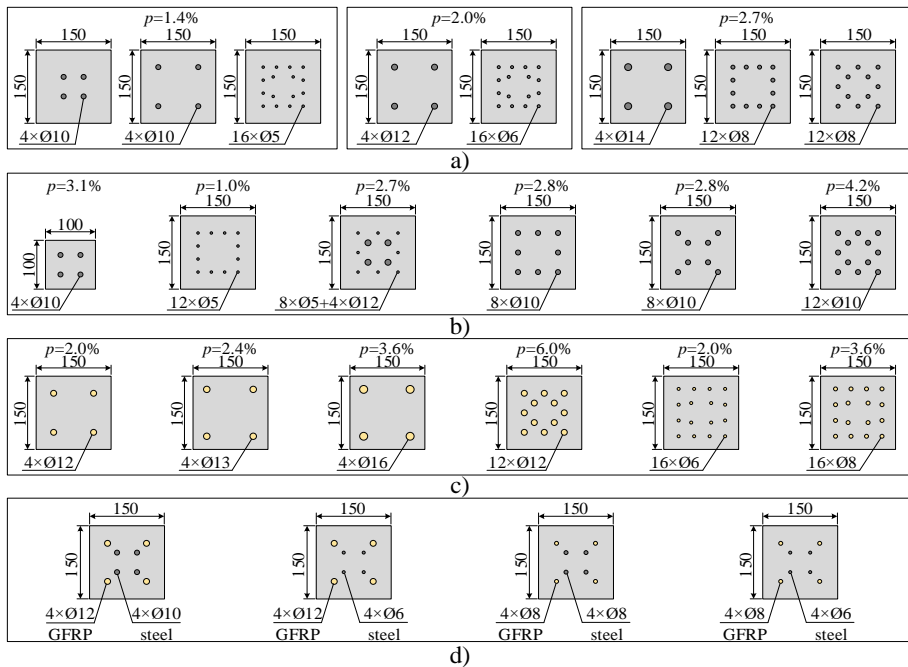 p=1.4%
p=2.0%
p=2.7%
150 150 150 150 150 150 150 150
150 150 150 150 150 150 150 150
4×Ø10 4×Ø10 16×Ø5 4×Ø12 16×Ø6 4×Ø14 12×Ø8 12×Ø8
a)
p=3.1% p=1.0% p=2.7% p=2.8% p=2.8% p=4.2%
100 150 150 150 150 150
100 150 150 150 150 150
4×Ø10 12×Ø5 8×Ø5+4×Ø12 8×Ø10 8×Ø10 12×Ø10
b)
p=2.0% p=2.4% p=3.6% p=6.0% p=2.0% p=3.6%
150 150 150 150 150 150
150 150 150 150 150 150
4×Ø12 4×Ø13 4×Ø16 12×Ø12 16×Ø6 16×Ø8
c)
150 150 150 150
150 150 150 150
4×Ø12 4×Ø10 4×Ø12 4×Ø6 4×Ø8 4×Ø8 4×Ø8 4×Ø6
GFRP steel GFRP steel GFRP steel GFRP steel
d)